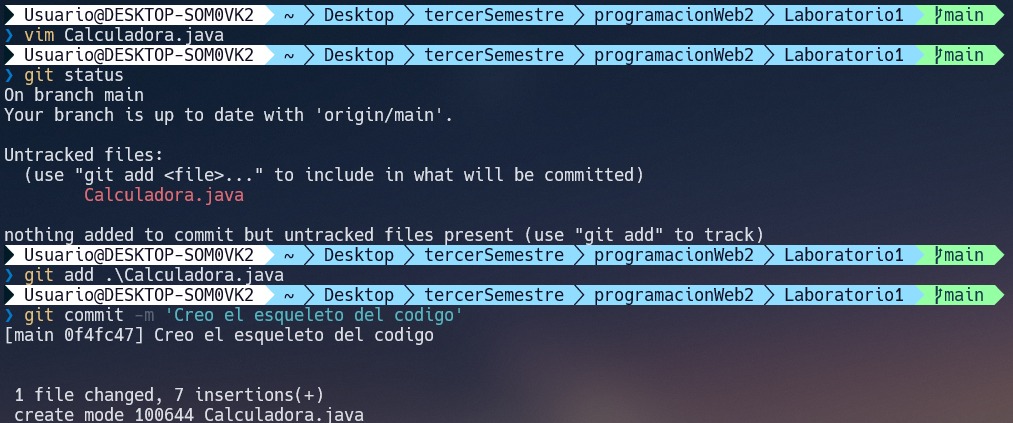 Usuario@DESKTOP-SOM0VK2 ~ Desktop tercerSemestre programacionWeb2 Laboratorio1 main
❯ vim Calculadora.java
Usuario@DESKTOP-SOM0VK2 ~ Desktop tercerSemestre programacionWeb2 Laboratorio1 main
❯ git status
On branch main
Your branch is up to date with 'origin/main'.
Untracked files:
(use "git add <file>..." to include in what will be committed)
Calculadora.java
nothing added to commit but untracked files present (use "git add" to track)
Usuario@DESKTOP-SOM0VK2 ~ Desktop tercerSemestre programacionWeb2 Laboratorio1 main
❯ git add .\Calculadora.java
Usuario@DESKTOP-SOM0VK2 ~ Desktop tercerSemestre programacionWeb2 Laboratorio1 main
❯ git commit -m 'Creo el esqueleto del codigo'
[main 0f4fc47] Creo el esqueleto del codigo
1 file changed, 7 insertions(+)
create mode 100644 Calculadora.java